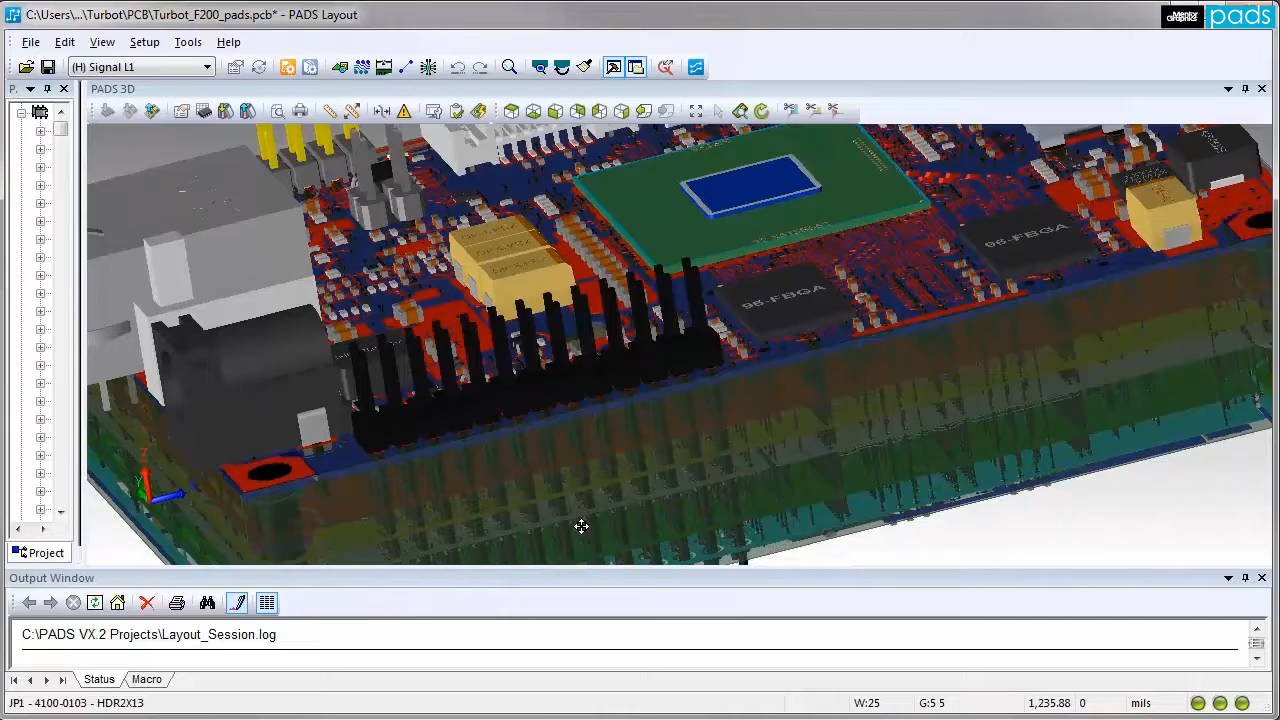 C:\Users\...\Turbot\PCB\Turbot_F200_pads.pcb* - PADS Layout
Mentor Graphics pads
File Edit View Setup Tools Help
(H) Signal L1
P.
PADS 3D
96-FBGA
96-FBGA
Z
Y
Project
Output Window
C:\PADS VX.2 Projects\Layout_Session.log
Status Macro
JP1 - 4100-0103 - HDR2X13 W:25 G:5 5 1,235.88 0 mils